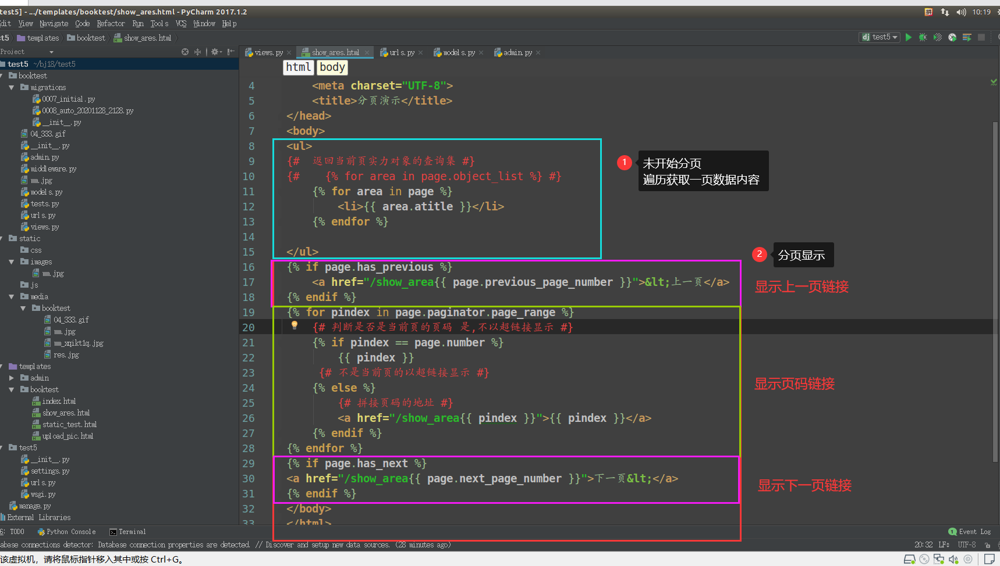 test5] - .../templates/booktest/show_ares.html - PyCharm 2017.1.2
10:19
Edit View Navigate Code Refactor Run Tools VCS Window Help
st5 templates booktest show_ares.html
dj test5
Project
views.py show_ares.html urls.py models.py admin.py
test5 ~/bj18/test5
booktest
migrations
0007_initial.py
0008_auto_20201128_2128.py
__init__.py
04_333.gif
__init__.py
admin.py
middleware.py
mm.jpg
models.py
tests.py
urls.py
views.py
static
css
images
mm.jpg
js
media
booktest
04_333.gif
mm.jpg
mm_xqikt1q.jpg
res.jpg
templates
admin
booktest
index.html
show_ares.html
static_test.html
upload_pic.html
test5
__init__.py
settings.py
urls.py
wsgi.py
manage.py
External Libraries
html body
4 <meta charset="UTF-8">
5 <title>分页演示</title>
6 </head>
7 <body>
8 <ul>
9 {# 返回当前页实力对象的查询集 #}
10 {# {% for area in page.object_list %} #}
11 {% for area in page %}
12 <li>{{ area.atitle }}</li>
13 {% endfor %}
14
15 </ul>
16 {% if page.has_previous %}
17 <a href="/show_area{{ page.previous_page_number }}">&lt;上一页</a>
18 {% endif %}
19 {% for pindex in page.paginator.page_range %}
20 {# 判断是否是当前页的页码 是,不以超链接显示 #}
21 {% if pindex == page.number %}
22 {{ pindex }}
23 {# 不是当前页的以超链接显示 #}
24 {% else %}
25 {# 拼接页码的地址 #}
26 <a href="/show_area{{ pindex }}">{{ pindex }}</a>
27 {% endif %}
28 {% endfor %}
29 {% if page.has_next %}
30 <a href="/show_area{{ page.next_page_number }}">下一页&lt;</a>
31 {% endif %}
32 </body>
33 </html>
1 未开始分页
遍历获取一页数据内容
2 分页显示
显示上一页链接
显示页码链接
显示下一页链接
6: TODO Python Console Terminal
1 Event Log
abase connections detector: Database connection properties are detected. // Discover and setup new data sources. (28 minutes ago)
20:32 LF÷ UTF-8
该虚拟机，请将鼠标指针移入其中或按 Ctrl+G。